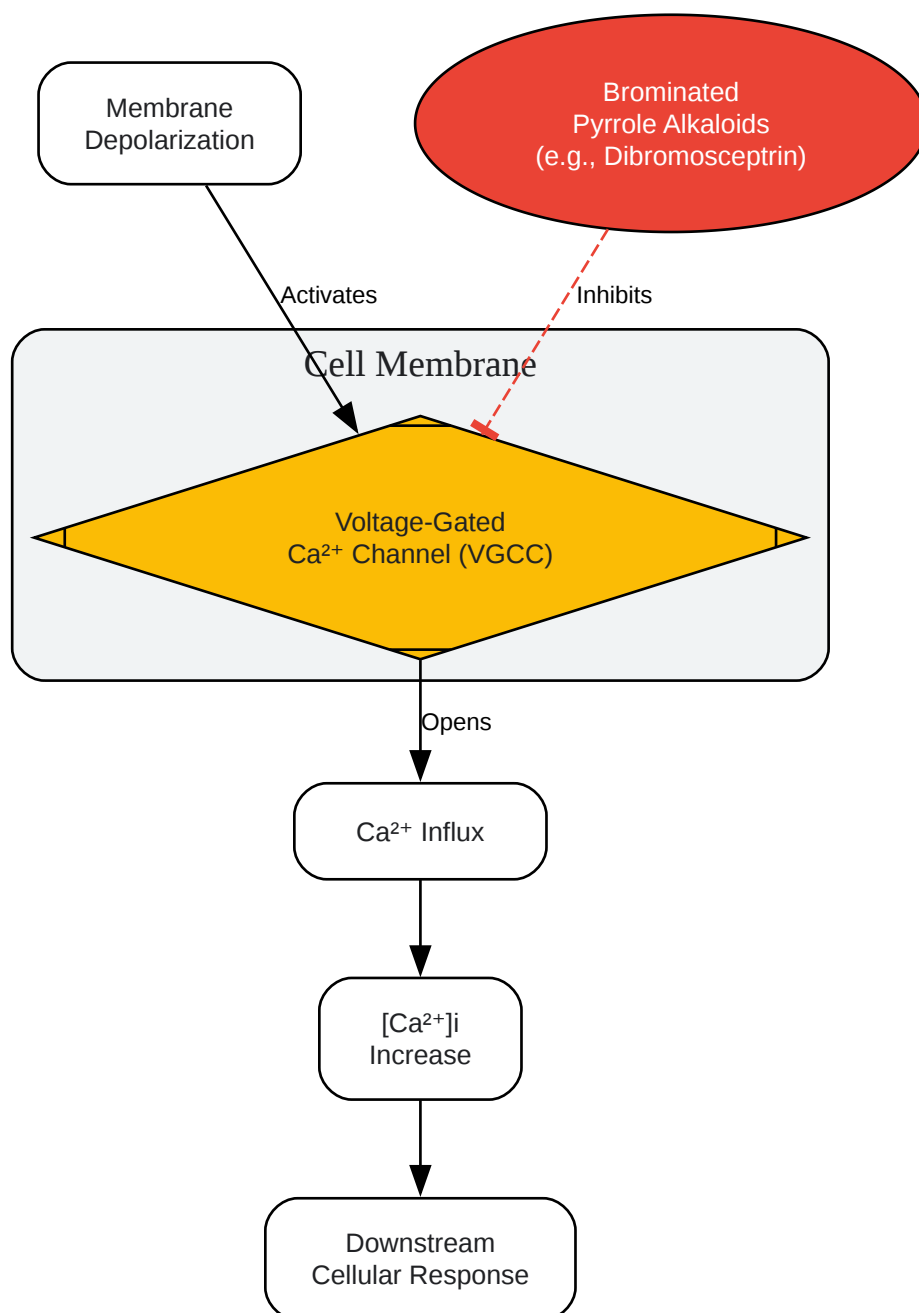 Membrane
Depolarization
Brominated
Pyrrole Alkaloids
(e.g., Dibromosceptrin)
Activates
Inhibits
Cell Membrane
Voltage-Gated
Ca²⁺ Channel (VGCC)
Opens
Ca²⁺ Influx
[Ca²⁺]i
Increase
Downstream
Cellular Response